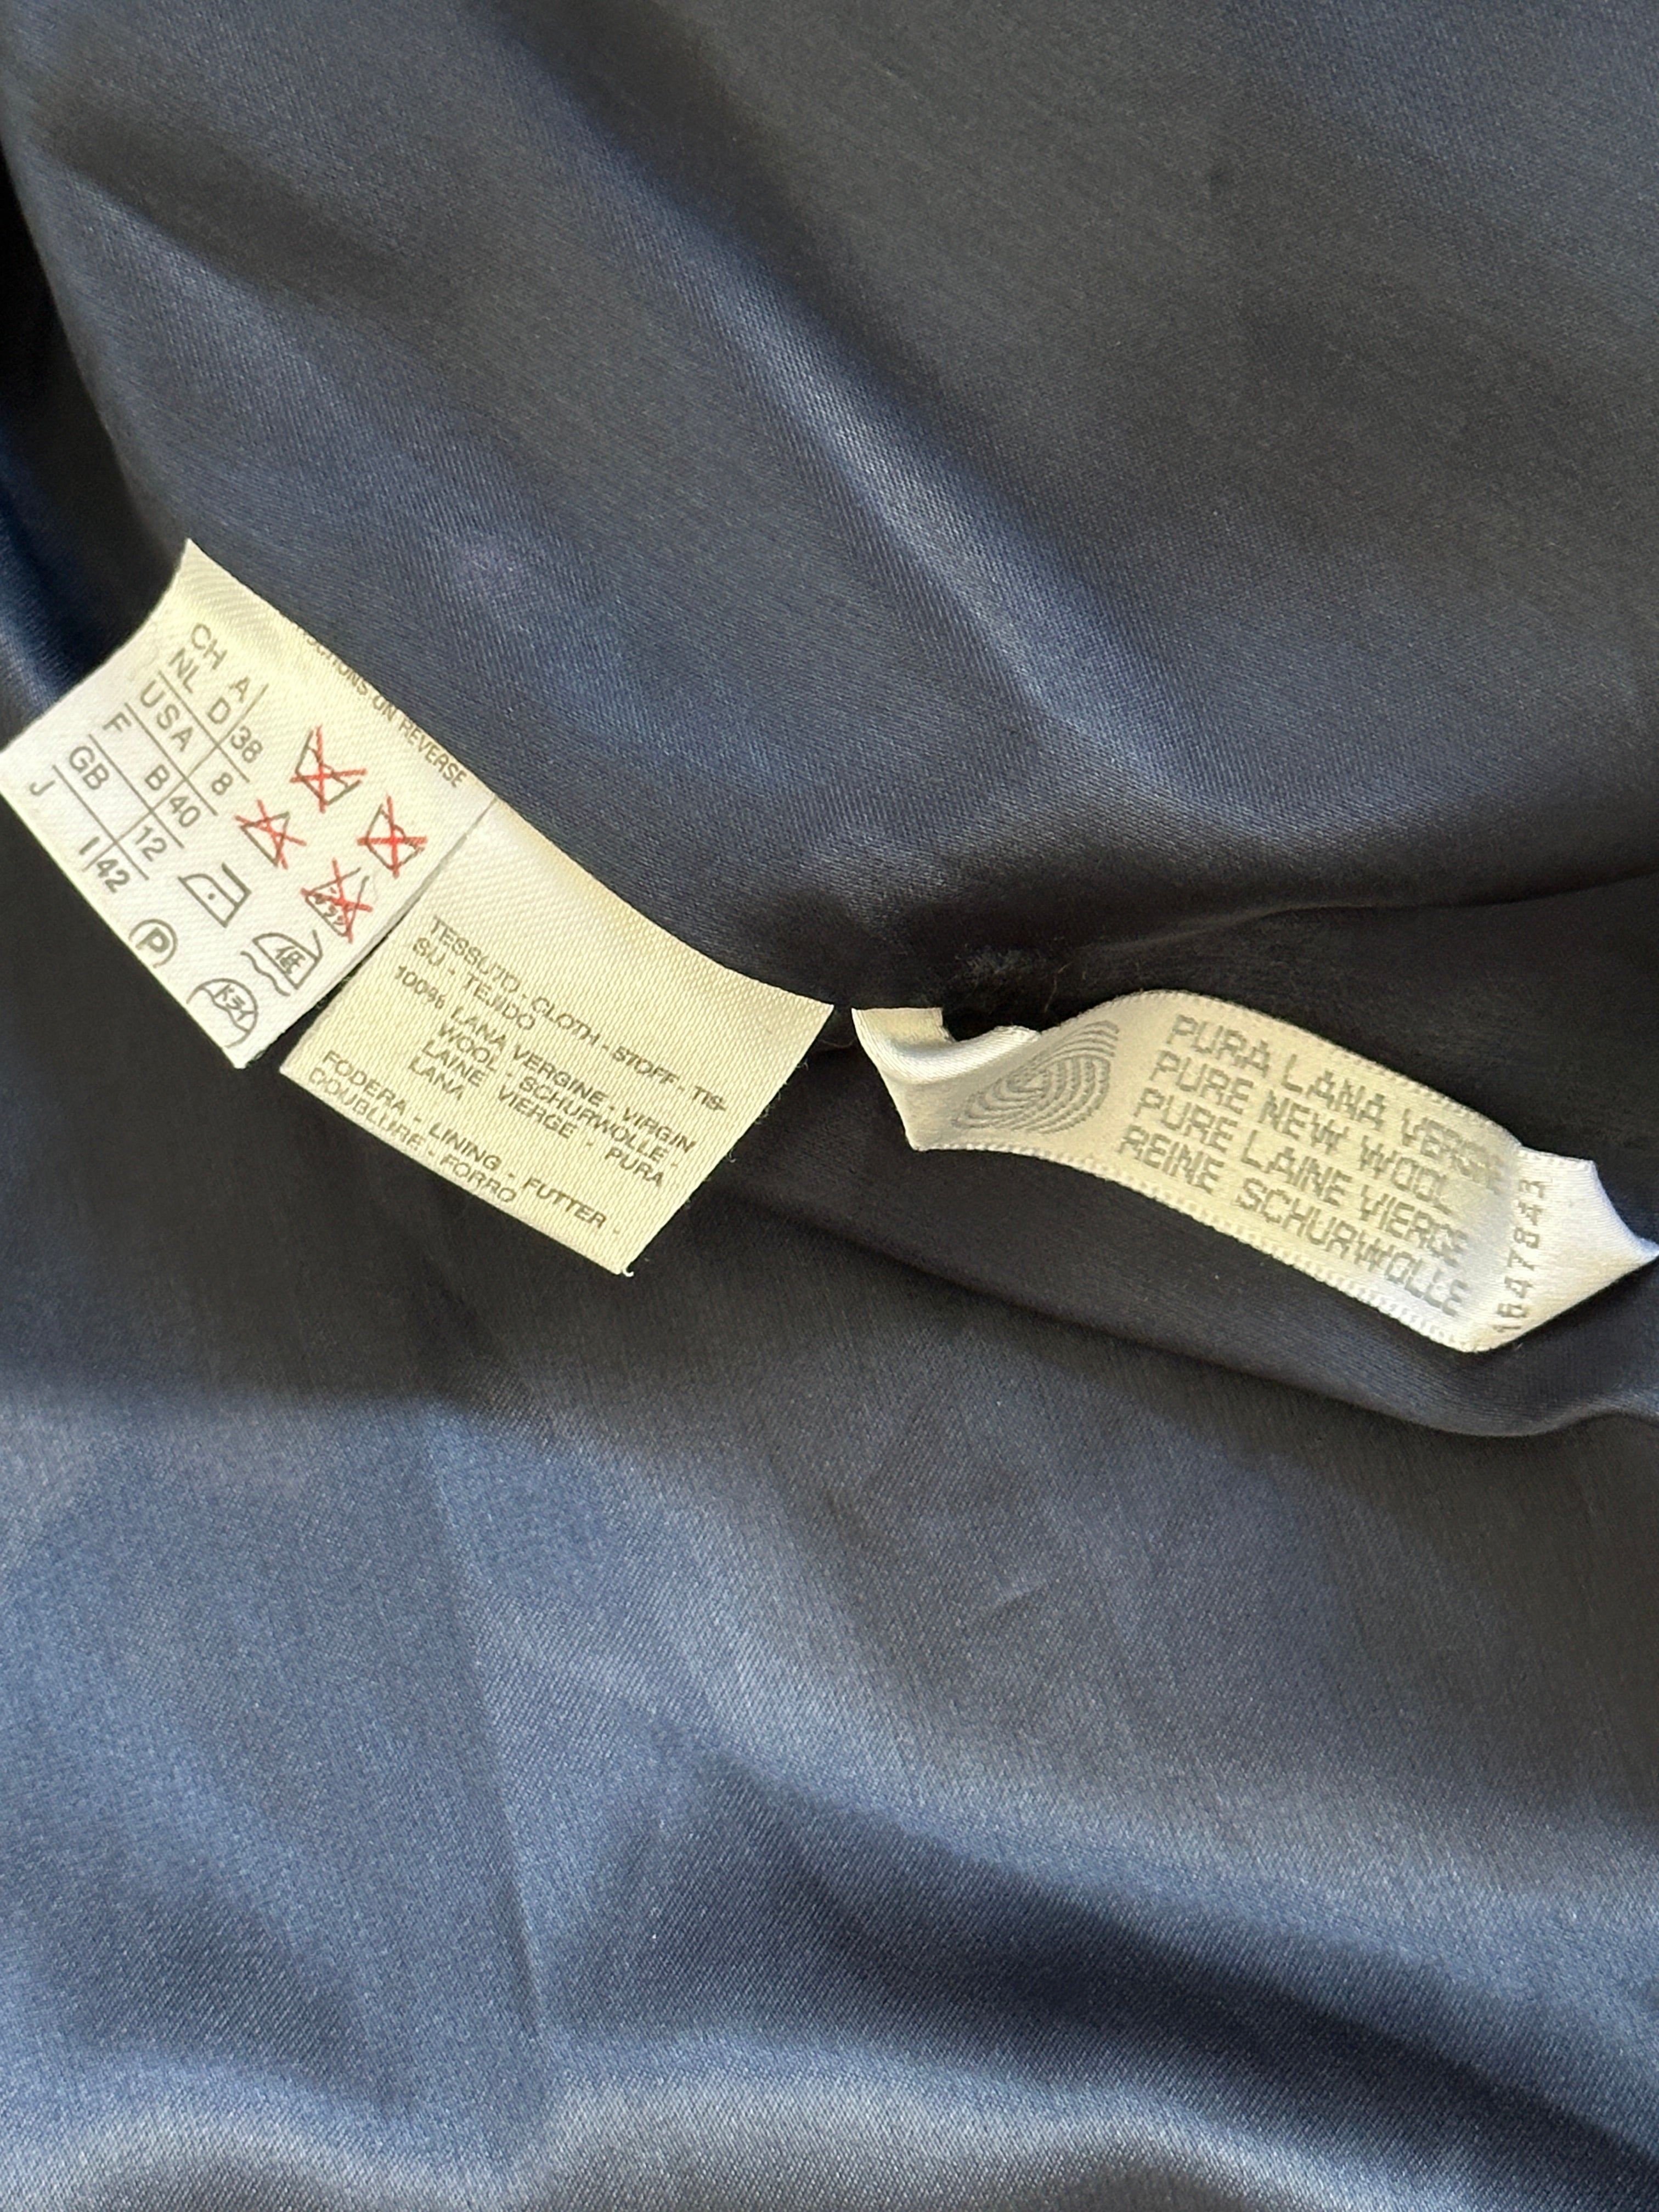 CH A 38
NL D
USA 8
F B 40
GB 12
J I 42
ON REVERSE
P
低
TESSUTO - CLOTH - STOFF - TIS-
SU - TEJIDO
100% LANA VERGINE - VIRGIN
WOOL - SCHURWOLLE -
LAINE VIERGE - PURA
LANA
FODERA - LINING - FUTTER -
DOUBLURE - FORRO
PURA LANA VERGINE
PURE NEW WOOL
PURE LAINE VIERGE
REINE SCHURWOLLE